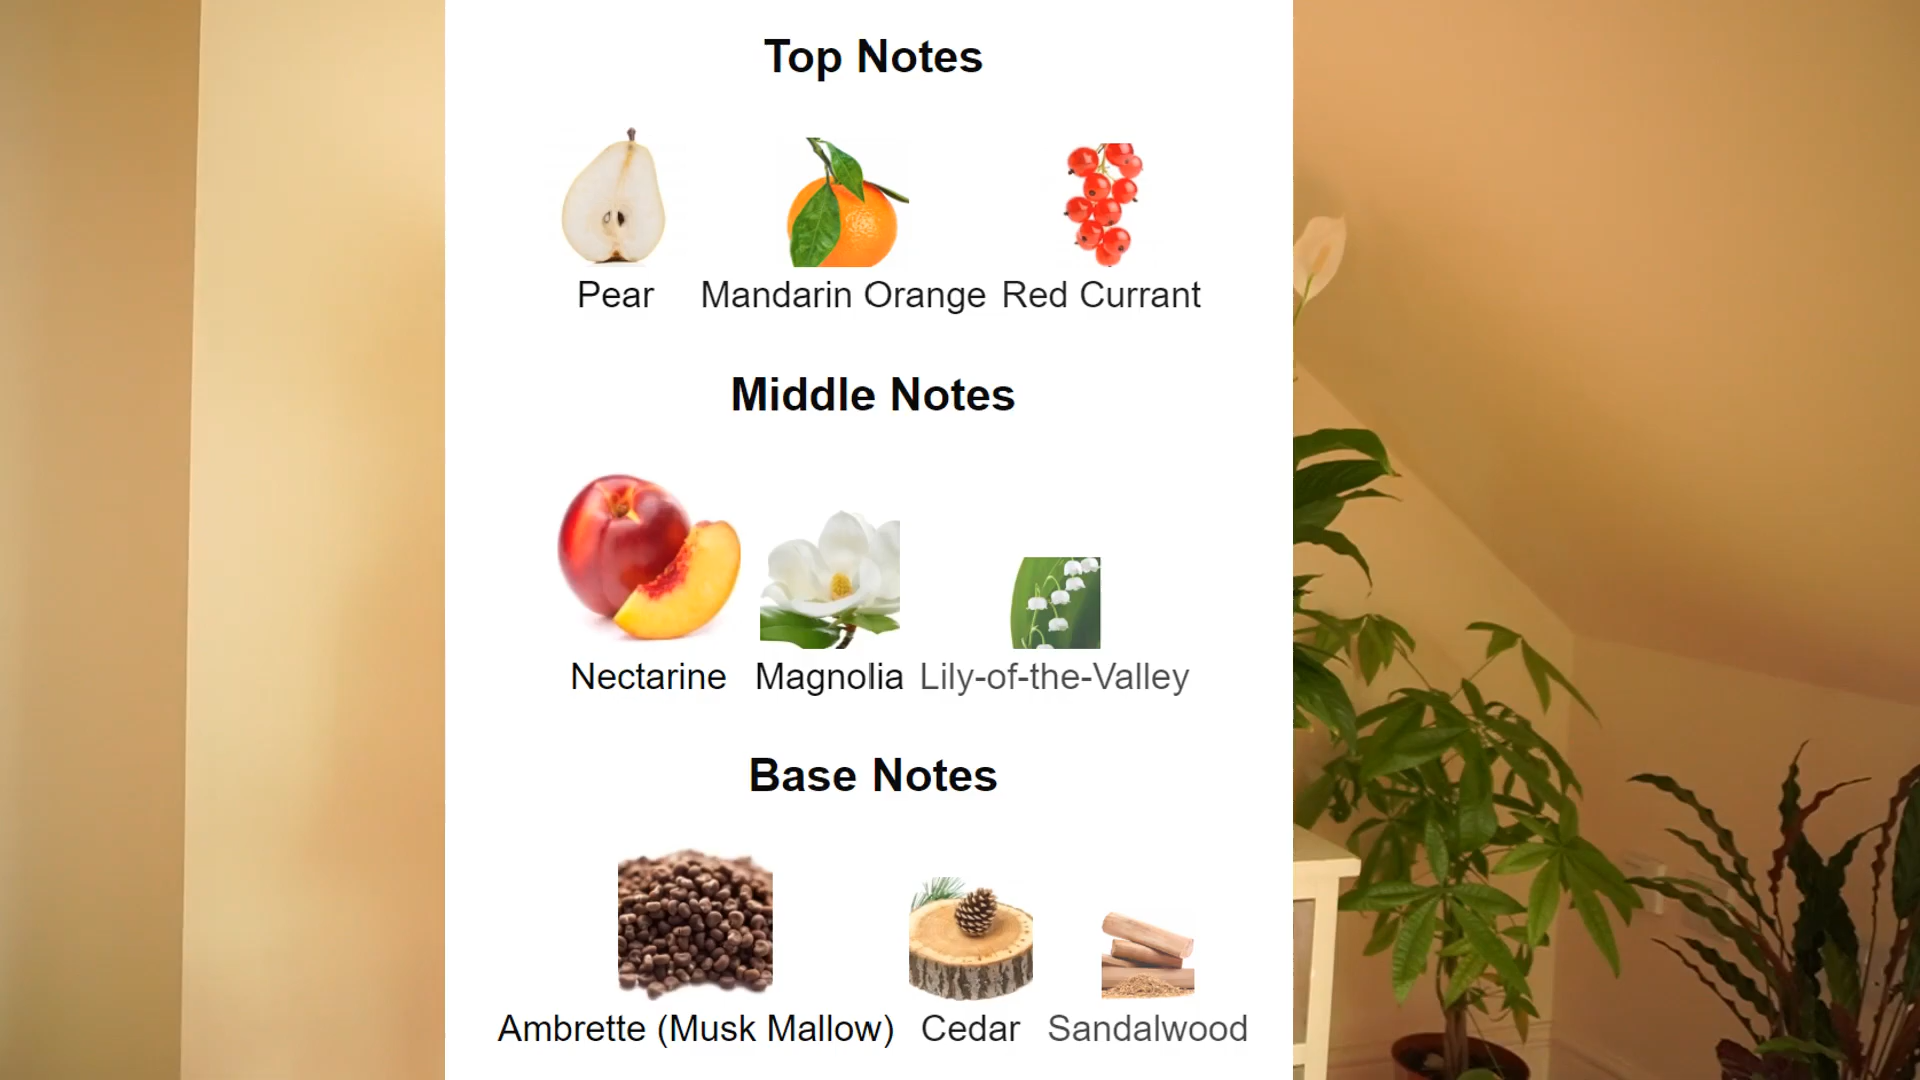 Top Notes
Pear Mandarin Orange Red Currant
Middle Notes
Nectarine Magnolia Lily-of-the-Valley
Base Notes
Ambrette (Musk Mallow) Cedar Sandalwood